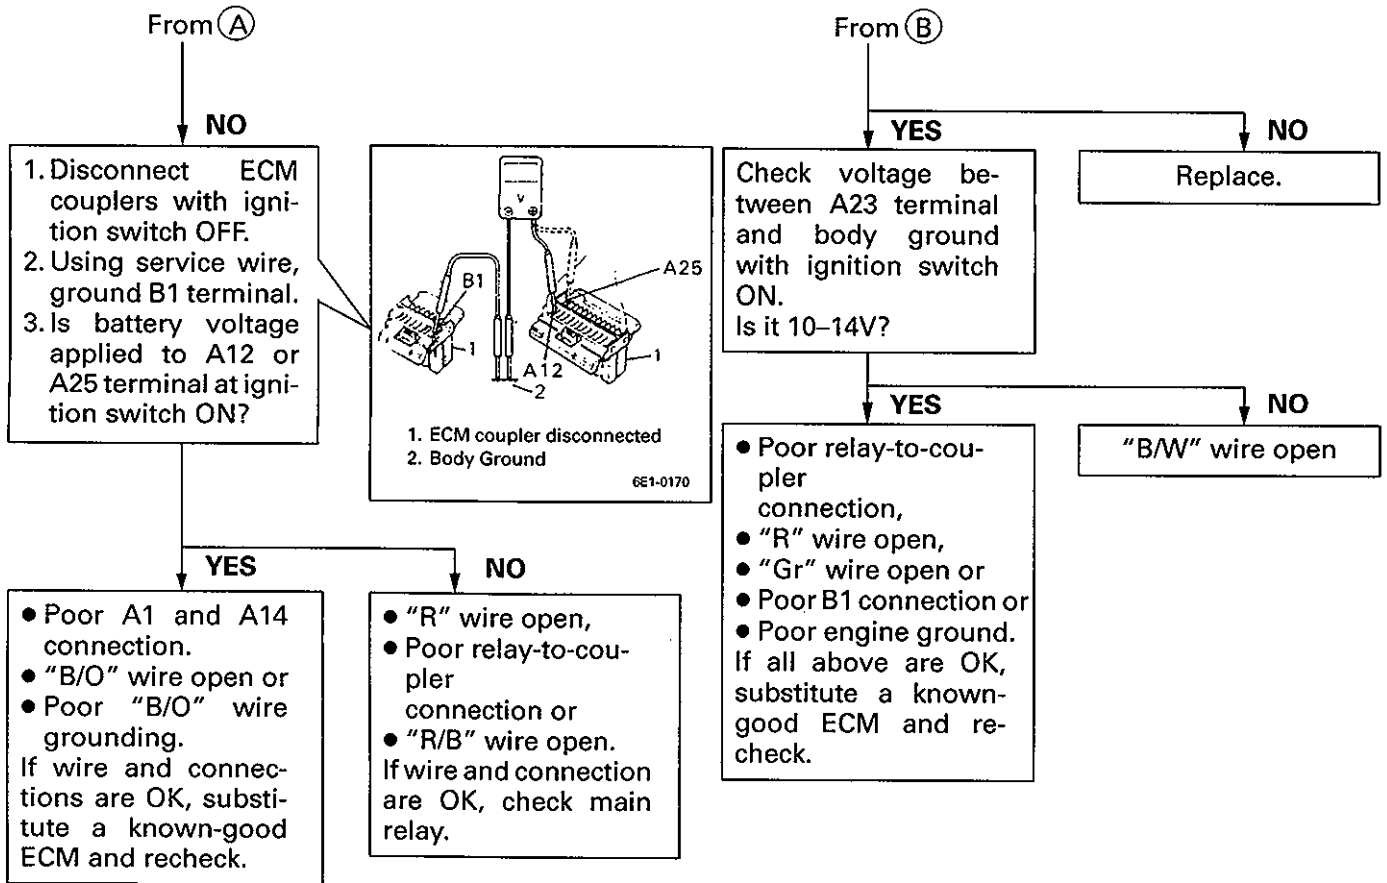 From A
NO
1. Disconnect ECM
couplers with igni-
tion switch OFF.
2. Using service wire,
ground B1 terminal.
3. Is battery voltage
applied to A12 or
A25 terminal at igni-
tion switch ON?
V
B1
A25
1
A12
1
2
1. ECM coupler disconnected
2. Body Ground
6E1-0170
YES
● Poor A1 and A14
connection.
● "B/O" wire open or
● Poor "B/O" wire
grounding.
If wire and connec-
tions are OK, substi-
tute a known-good
ECM and recheck.
NO
● "R" wire open,
● Poor relay-to-cou-
pler
connection or
● "R/B" wire open.
If wire and connection
are OK, check main
relay.
From B
YES
Check voltage be-
tween A23 terminal
and body ground
with ignition switch
ON.
Is it 10–14V?
NO
Replace.
YES
● Poor relay-to-cou-
pler
connection,
● "R" wire open,
● "Gr" wire open or
● Poor B1 connection or
● Poor engine ground.
If all above are OK,
substitute a known-
good ECM and re-
check.
NO
"B/W" wire open